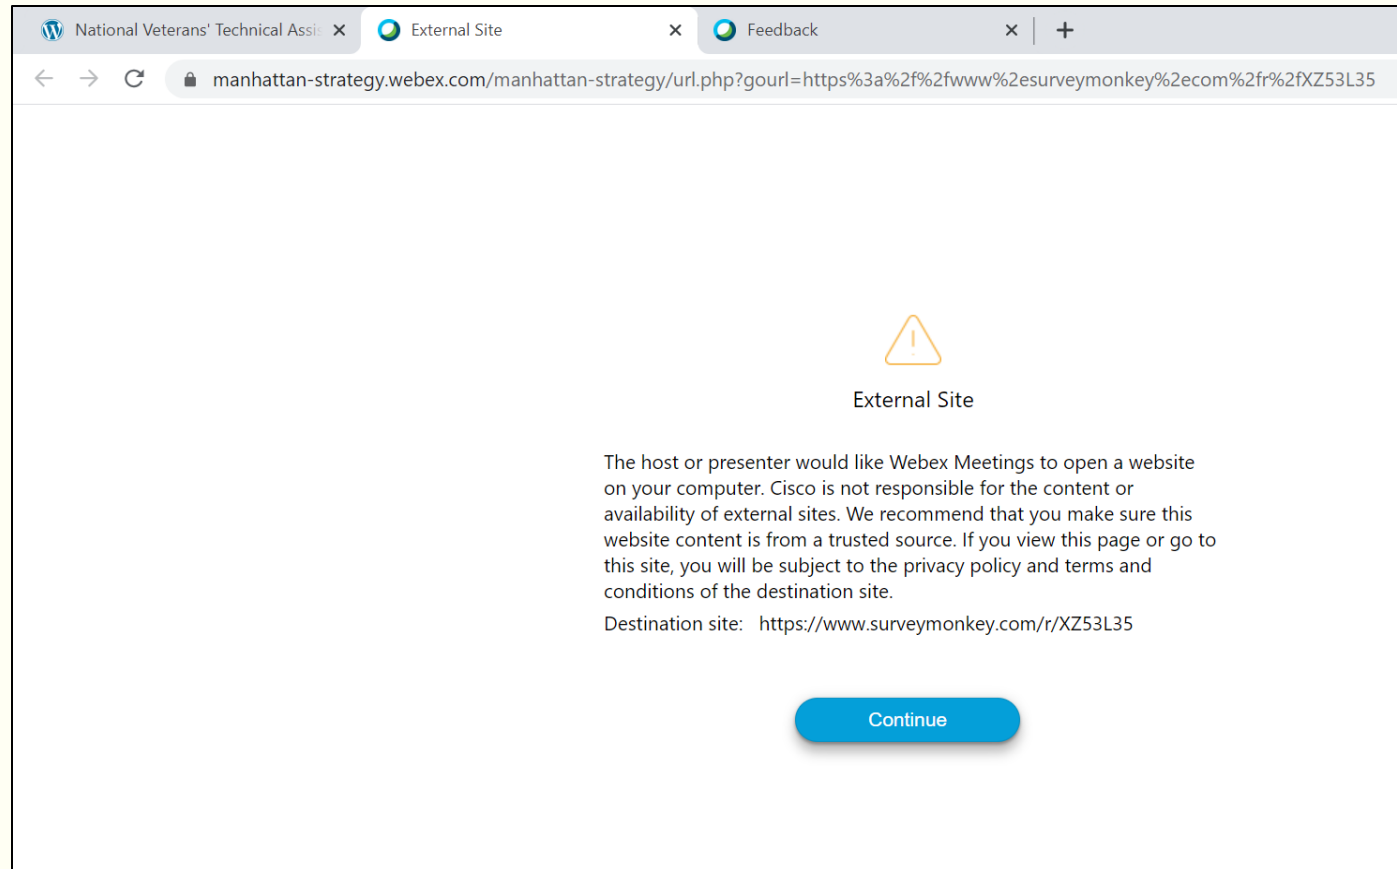 National Veterans' Technical Assis
External Site
Feedback
manhattan-strategy.webex.com/manhattan-strategy/url.php?gourl=https%3a%2f%2fwww%2esurveymonkey%2ecom%2fr%2fXZ53L35
External Site
The host or presenter would like Webex Meetings to open a website
on your computer. Cisco is not responsible for the content or
availability of external sites. We recommend that you make sure this
website content is from a trusted source. If you view this page or go to
this site, you will be subject to the privacy policy and terms and
conditions of the destination site.
Destination site: https://www.surveymonkey.com/r/XZ53L35
Continue